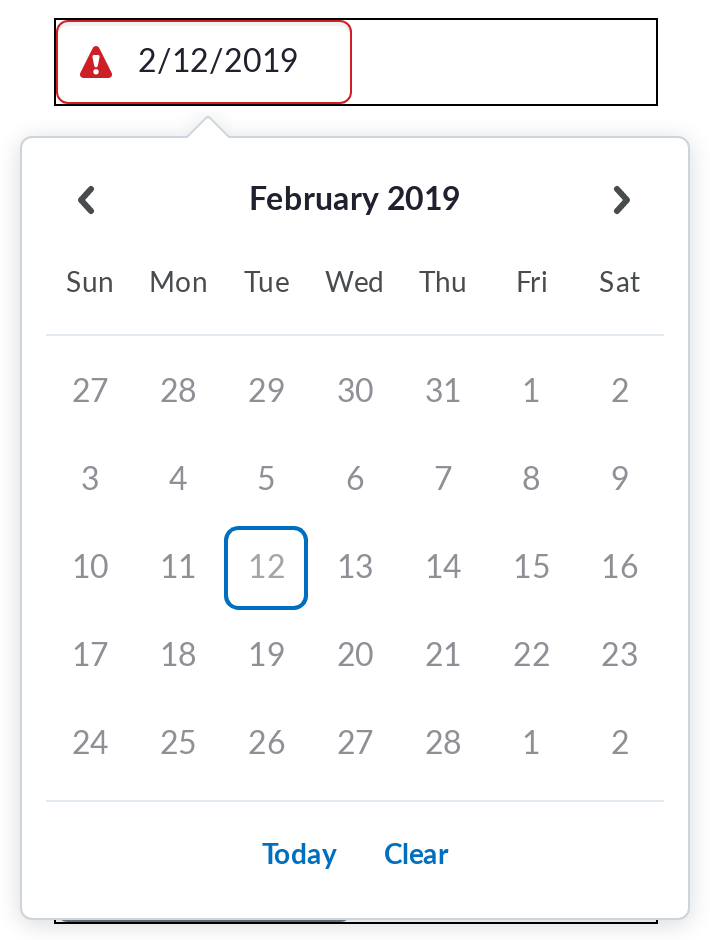 2/12/2019
February 2019
Sun Mon Tue Wed Thu Fri Sat
27 28 29 30 31 1 2
3 4 5 6 7 8 9
10 11 12 13 14 15 16
17 18 19 20 21 22 23
24 25 26 27 28 1 2
Today Clear